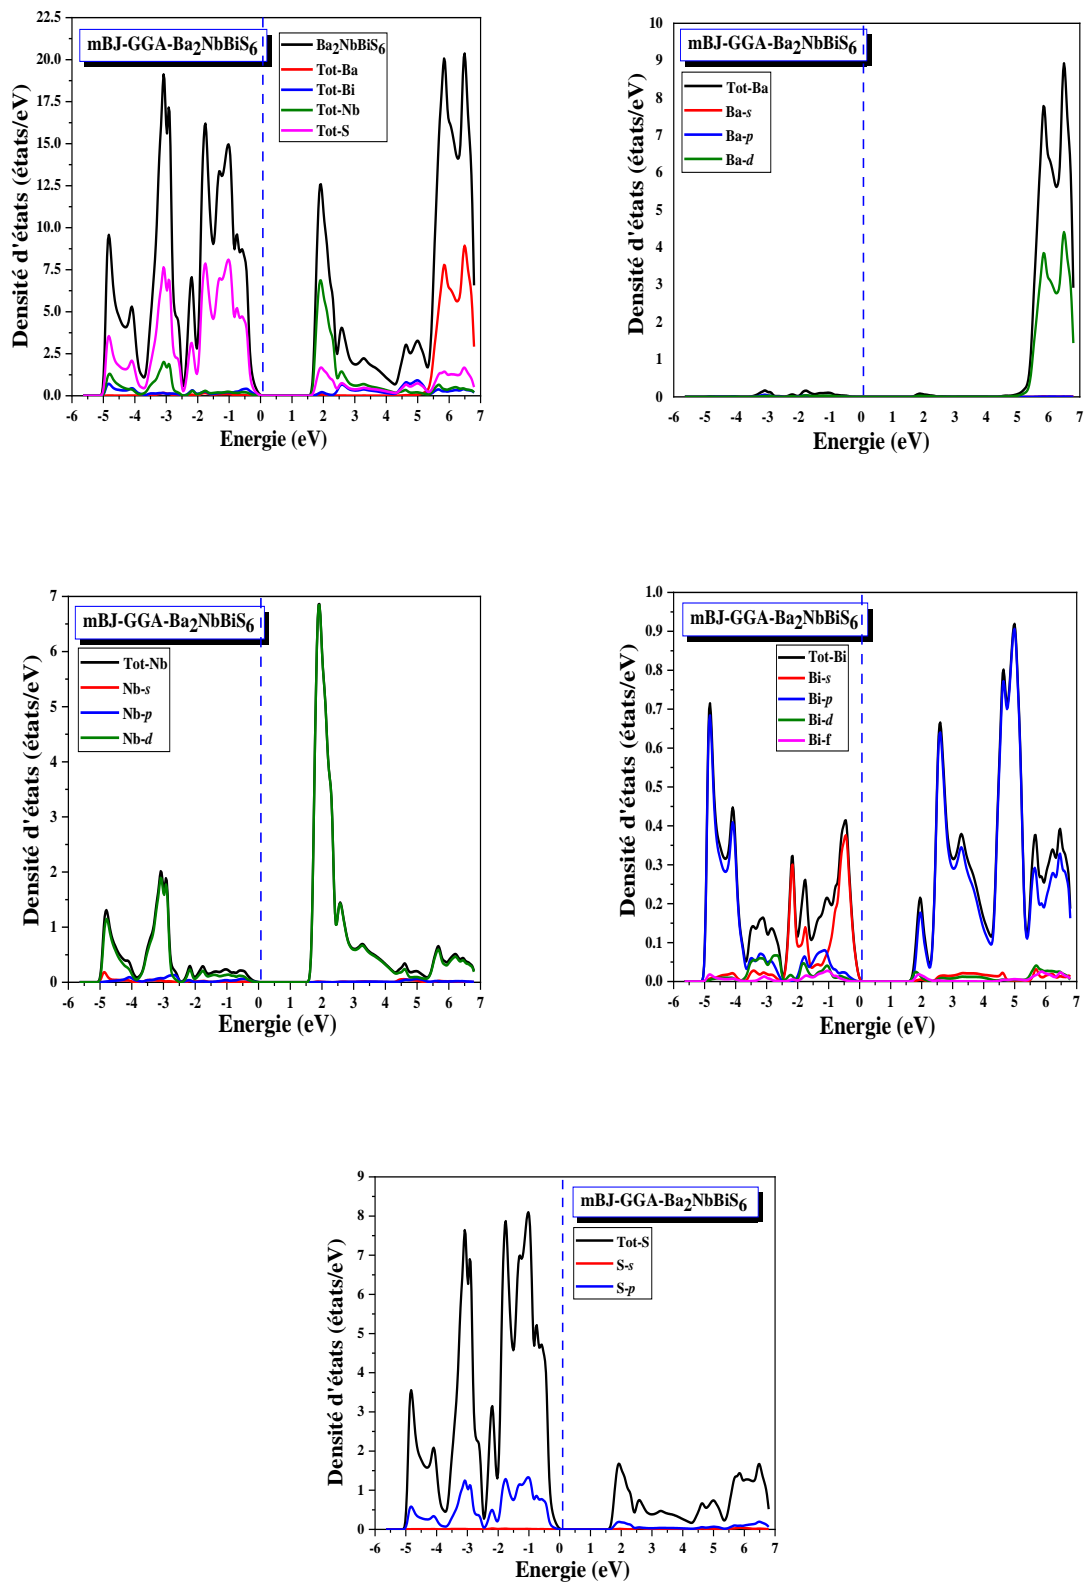 mBJ-GGA-Ba2NbBiS6
Ba2NbBiS6
Tot-Ba
Tot-Bi
Tot-Nb
Tot-S
Densité d'états (états/eV)
22.5
20.0
17.5
15.0
12.5
10.0
7.5
5.0
2.5
0.0
-6 -5 -4 -3 -2 -1 0 1 2 3 4 5 6 7
Energie (eV)
mBJ-GGA-Ba2NbBiS6
Tot-Ba
Ba-s
Ba-p
Ba-d
Densité d'états (états/eV)
10
9
8
7
6
5
4
3
2
1
0
-6 -5 -4 -3 -2 -1 0 1 2 3 4 5 6 7
Energie (eV)
mBJ-GGA-Ba2NbBiS6
Tot-Nb
Nb-s
Nb-p
Nb-d
Densité d'états (états/eV)
7
6
5
4
3
2
1
0
-6 -5 -4 -3 -2 -1 0 1 2 3 4 5 6 7
Energie (eV)
mBJ-GGA-Ba2NbBiS6
Tot-Bi
Bi-s
Bi-p
Bi-d
Bi-f
Densité d'états (états/eV)
1.0
0.9
0.8
0.7
0.6
0.5
0.4
0.3
0.2
0.1
0.0
-6 -5 -4 -3 -2 -1 0 1 2 3 4 5 6 7
Energie (eV)
mBJ-GGA-Ba2NbBiS6
Tot-S
S-s
S-p
Densité d'états (états/eV)
9
8
7
6
5
4
3
2
1
0
-6 -5 -4 -3 -2 -1 0 1 2 3 4 5 6 7
Energie (eV)